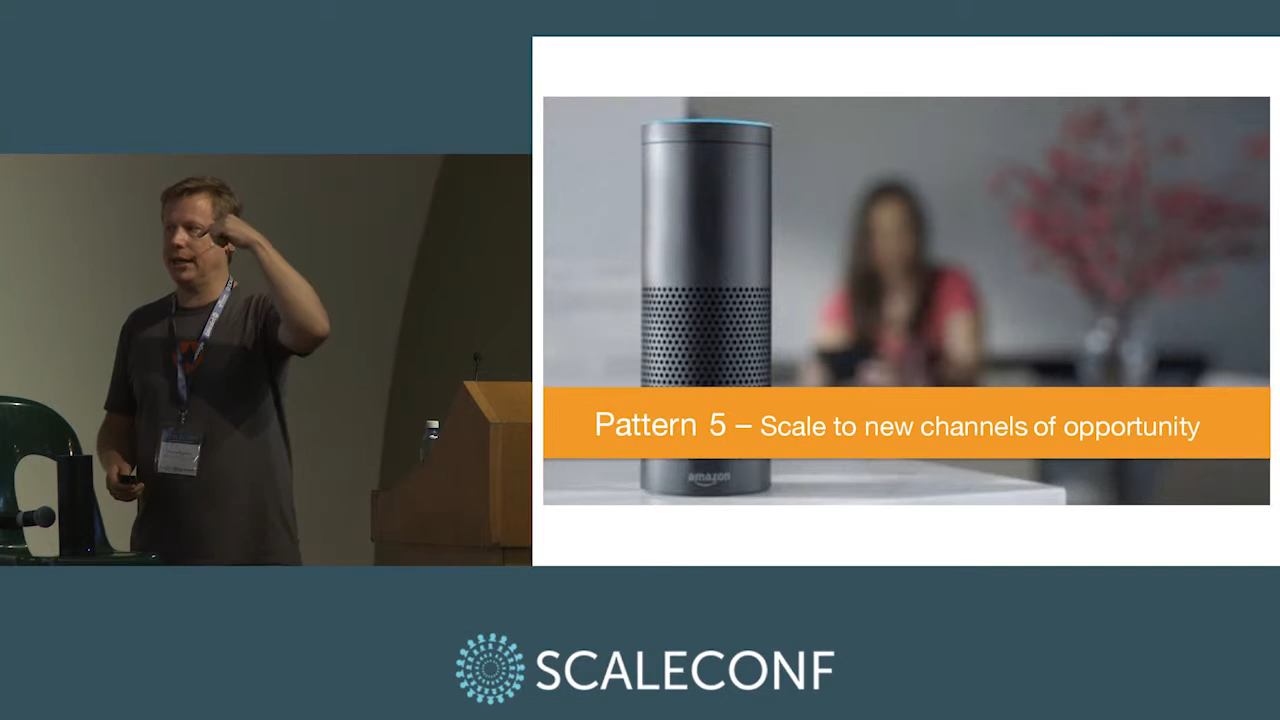 Pattern 5 – Scale to new channels of opportunity
amazon
SCALECONF